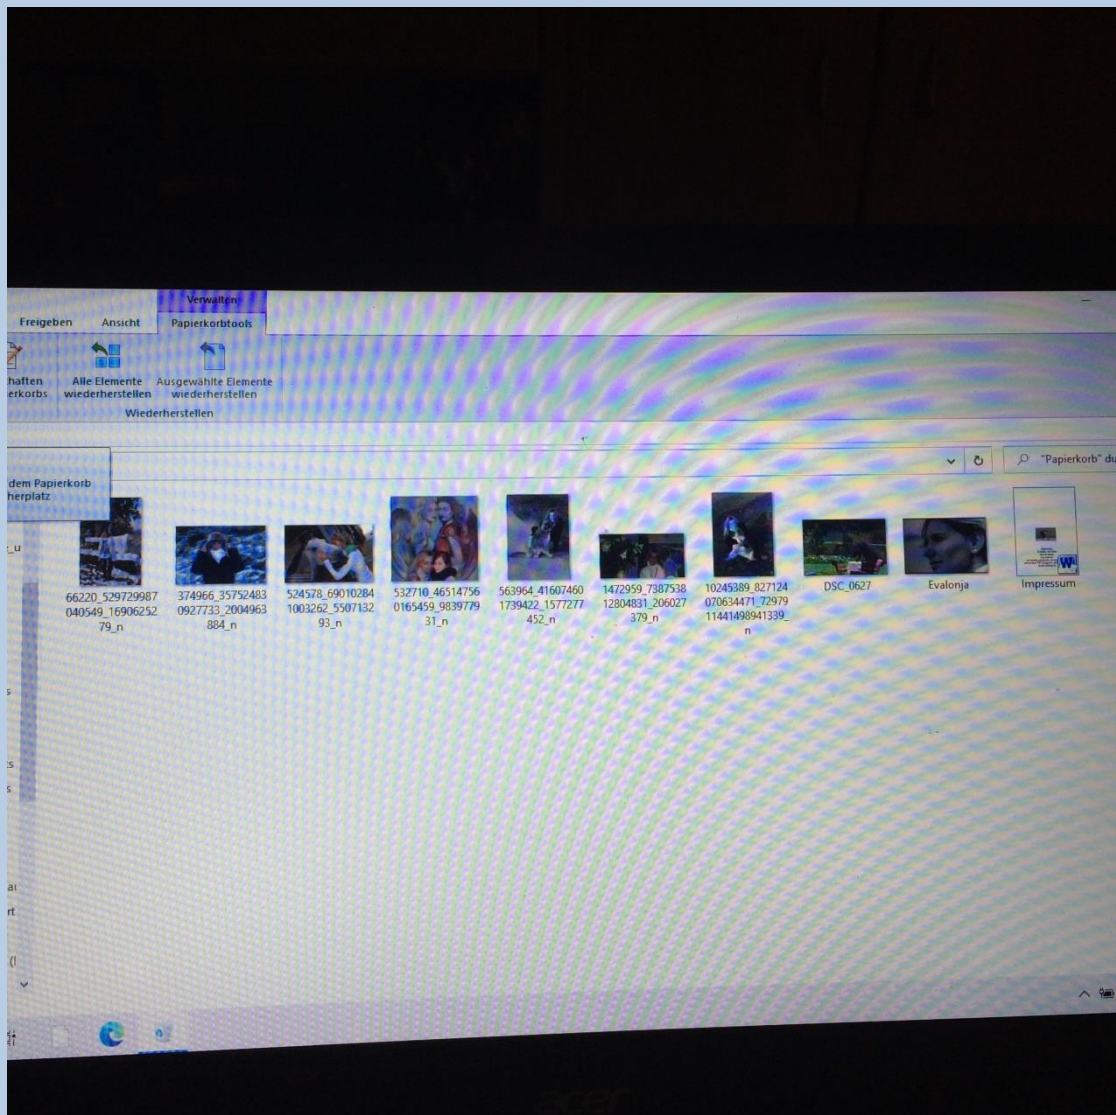 Verwalten
Freigeben Ansicht Papierkorbtools
haften
erkorbs
Alle Elemente
wiederherstellen
Ausgewählte Elemente
wiederherstellen
Wiederherstellen
"Papierkorb" du
dem Papierkorb
herplatz
66220_529729987
040549_16906252
79_n
374966_35752483
0927733_2004963
884_n
524578_69010284
1003262_5507132
93_n
532710_46514756
0165459_9839779
31_n
563964_41607460
1739422_1577277
452_n
1472959_7387538
12804831_206027
379_n
10245389_827124
070634471_72979
11441498941339_
n
DSC_0627
Evalonja
Impressum
acer